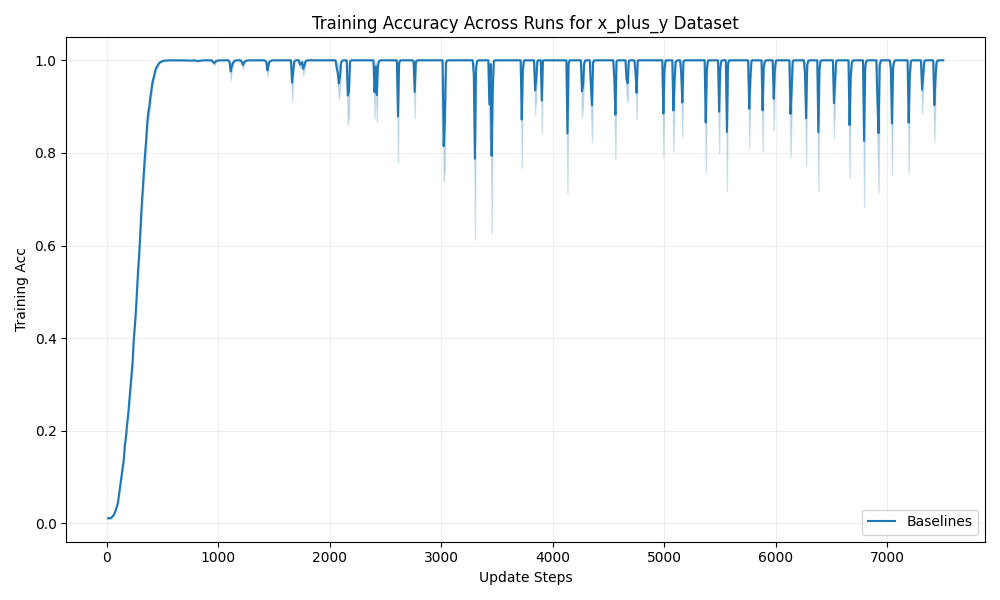 Training Accuracy Across Runs for x_plus_y Dataset
1.0
0.8
0.6
0.4
0.2
0.0
Training Acc
0 1000 2000 3000 4000 5000 6000 7000
Update Steps
Baselines